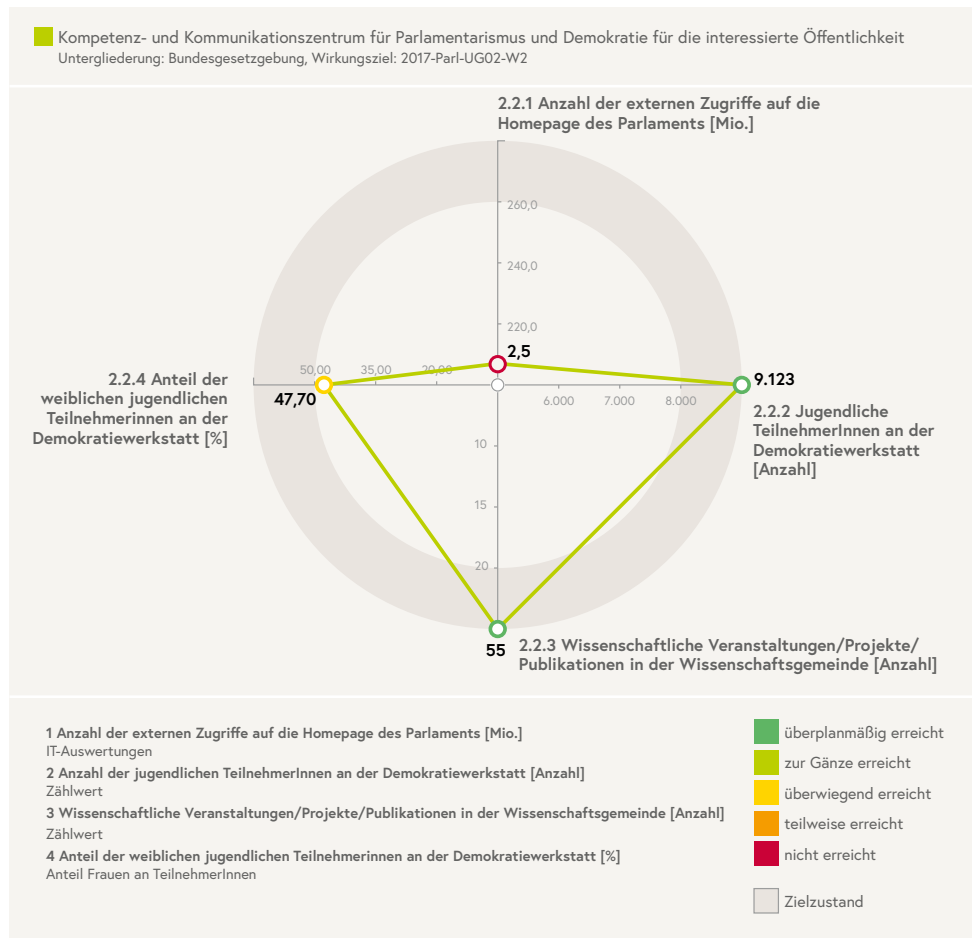 Kompetenz- und Kommunikationszentrum für Parlamentarismus und Demokratie für die interessierte Öffentlichkeit
Untergliederung: Bundesgesetzgebung, Wirkungsziel: 2017-Parl-UG02-W2
2.2.1 Anzahl der externen Zugriffe auf die
Homepage des Parlaments [Mio.]
260,0
240,0
220,0
2,5
50,00
35,00
20,00
47,70
2.2.4 Anteil der
weiblichen jugendlichen
Teilnehmerinnen an der
Demokratiewerkstatt [%]
6.000
7.000
8.000
9.123
2.2.2 Jugendliche
TeilnehmerInnen an der
Demokratiewerkstatt
[Anzahl]
10
15
20
55
2.2.3 Wissenschaftliche Veranstaltungen/Projekte/
Publikationen in der Wissenschaftsgemeinde [Anzahl]
1 Anzahl der externen Zugriffe auf die Homepage des Parlaments [Mio.]
IT-Auswertungen
2 Anzahl der jugendlichen TeilnehmerInnen an der Demokratiewerkstatt [Anzahl]
Zählwert
3 Wissenschaftliche Veranstaltungen/Projekte/Publikationen in der Wissenschaftsgemeinde [Anzahl]
Zählwert
4 Anteil der weiblichen jugendlichen Teilnehmerinnen an der Demokratiewerkstatt [%]
Anteil Frauen an TeilnehmerInnen
überplanmäßig erreicht
zur Gänze erreicht
überwiegend erreicht
teilweise erreicht
nicht erreicht
Zielzustand